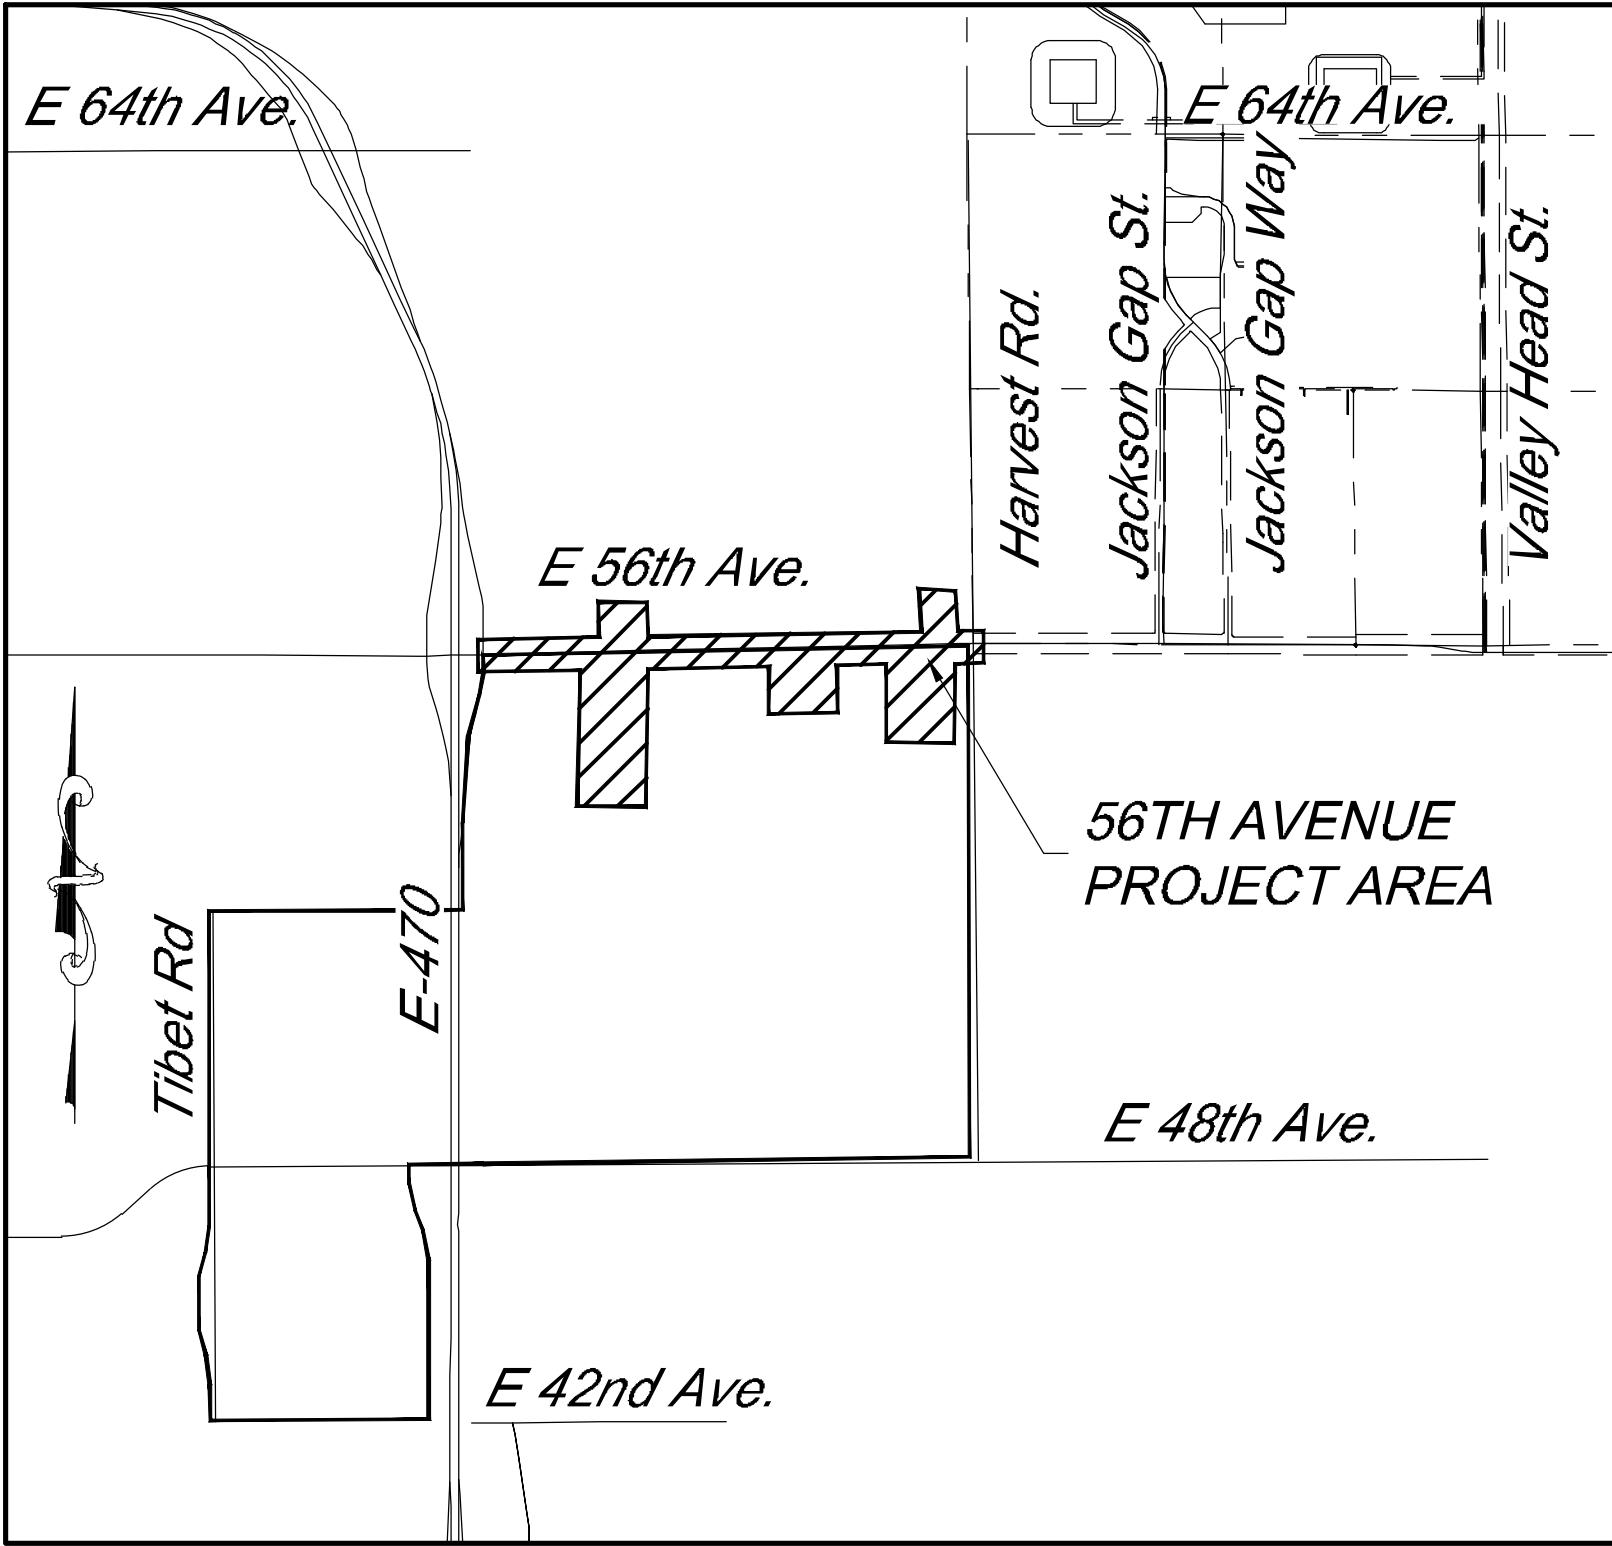 E 64th Ave.
E 64th Ave.
Harvest Rd.
Jackson Gap St.
Jackson Gap Way
Valley Head St.
E 56th Ave.
56TH AVENUE
PROJECT AREA
Tibet Rd
E-470
E 48th Ave.
E 42nd Ave.